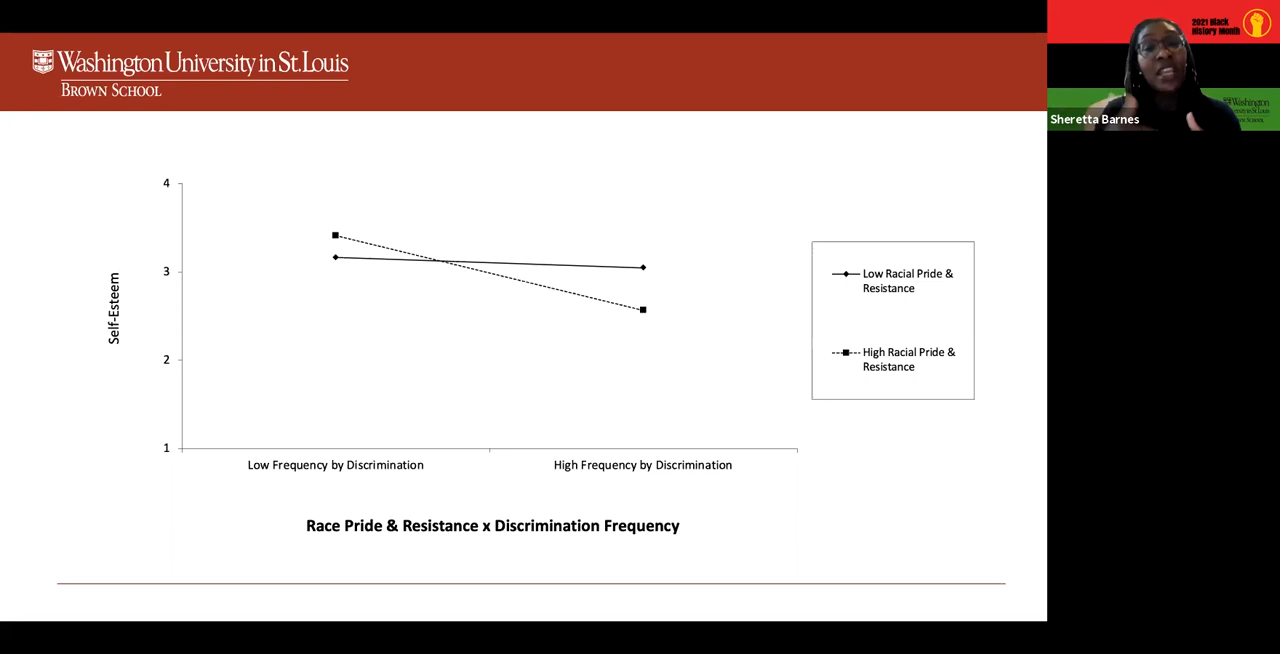 Washington University in St. Louis
BROWN SCHOOL
4
3
2
1
Self-Esteem
Low Frequency by Discrimination
High Frequency by Discrimination
Race Pride & Resistance x Discrimination Frequency
Low Racial Pride &
Resistance
High Racial Pride &
Resistance
2021 Black
History Month
Washington
Sheretta Barnes